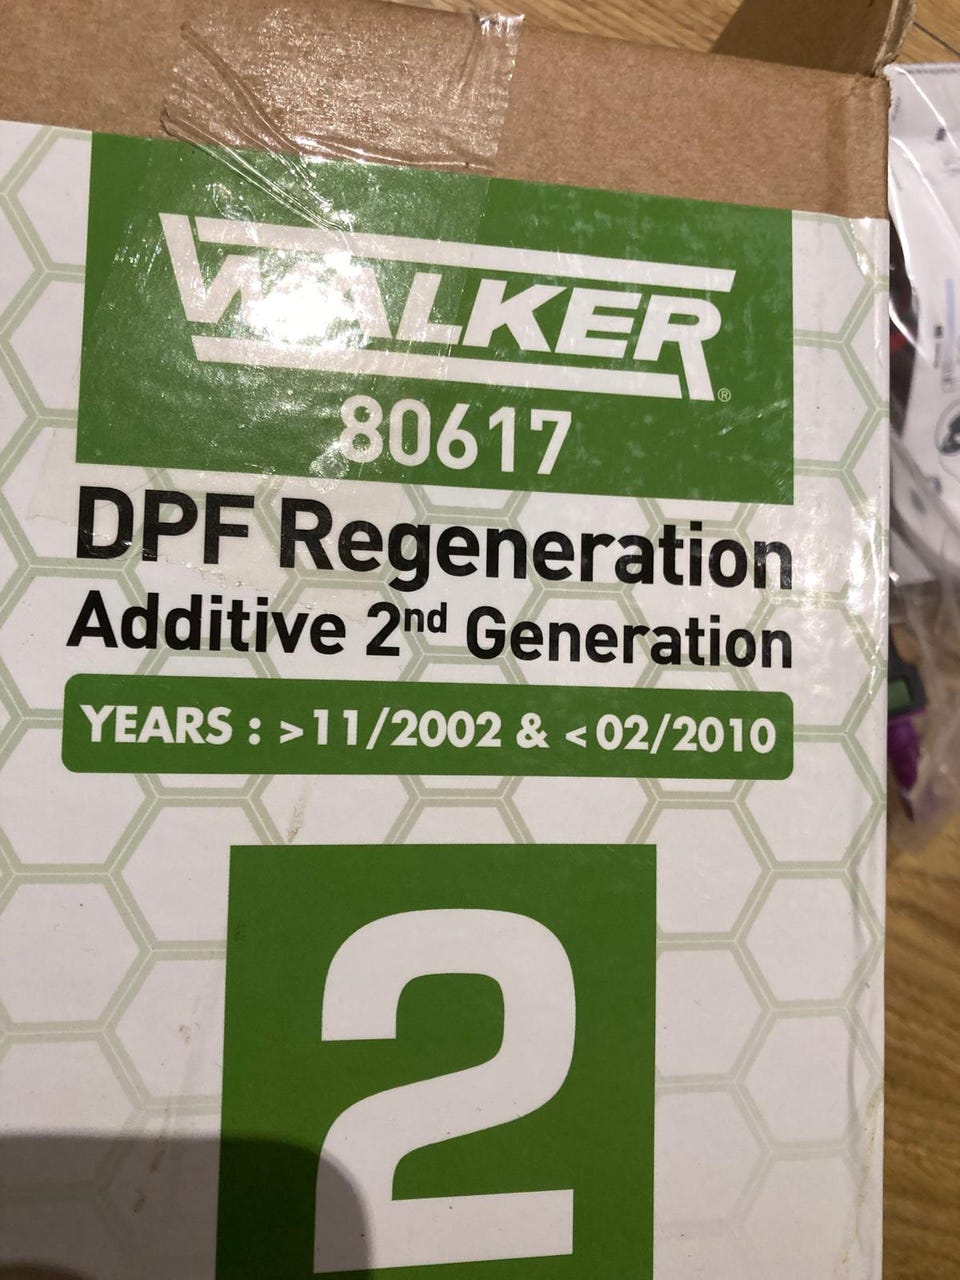 WALKER®
80617
DPF Regeneration
Additive 2nd Generation
YEARS : >11/2002 & <02/2010
2